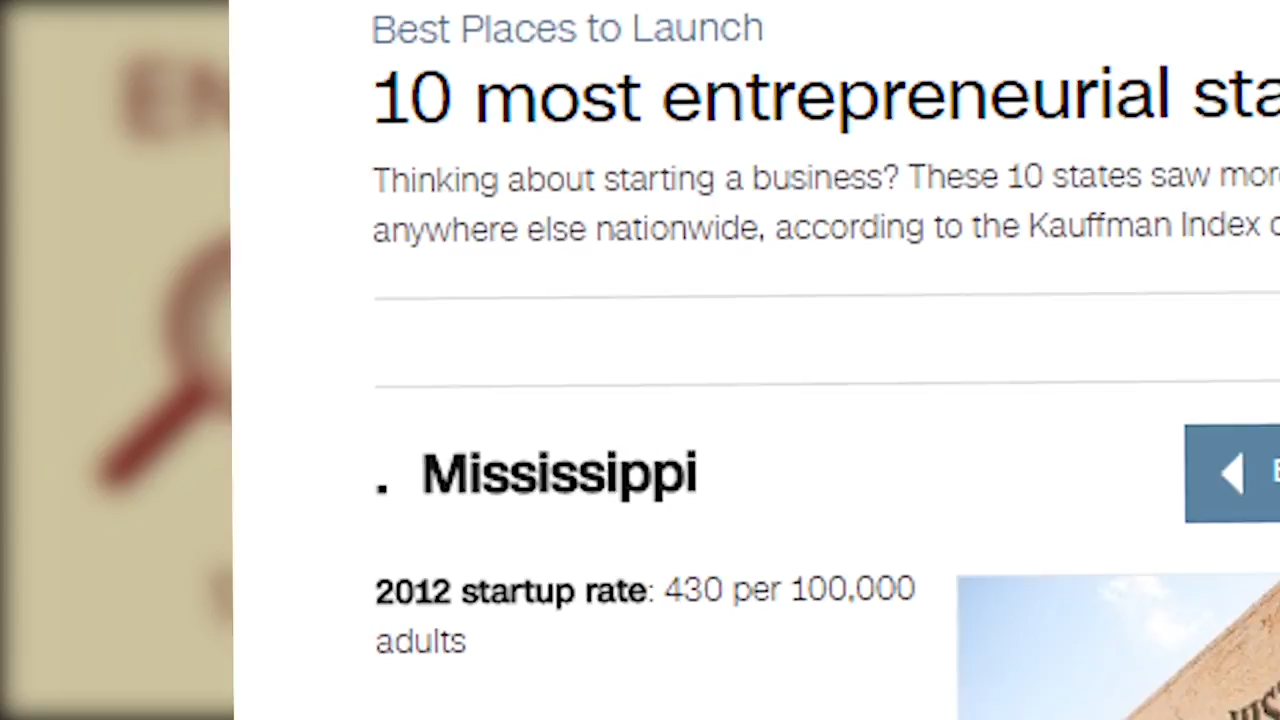 Best Places to Launch
10 most entrepreneurial sta
Thinking about starting a business? These 10 states saw more
anywhere else nationwide, according to the Kauffman Index
. Mississippi
2012 startup rate: 430 per 100,000
adults